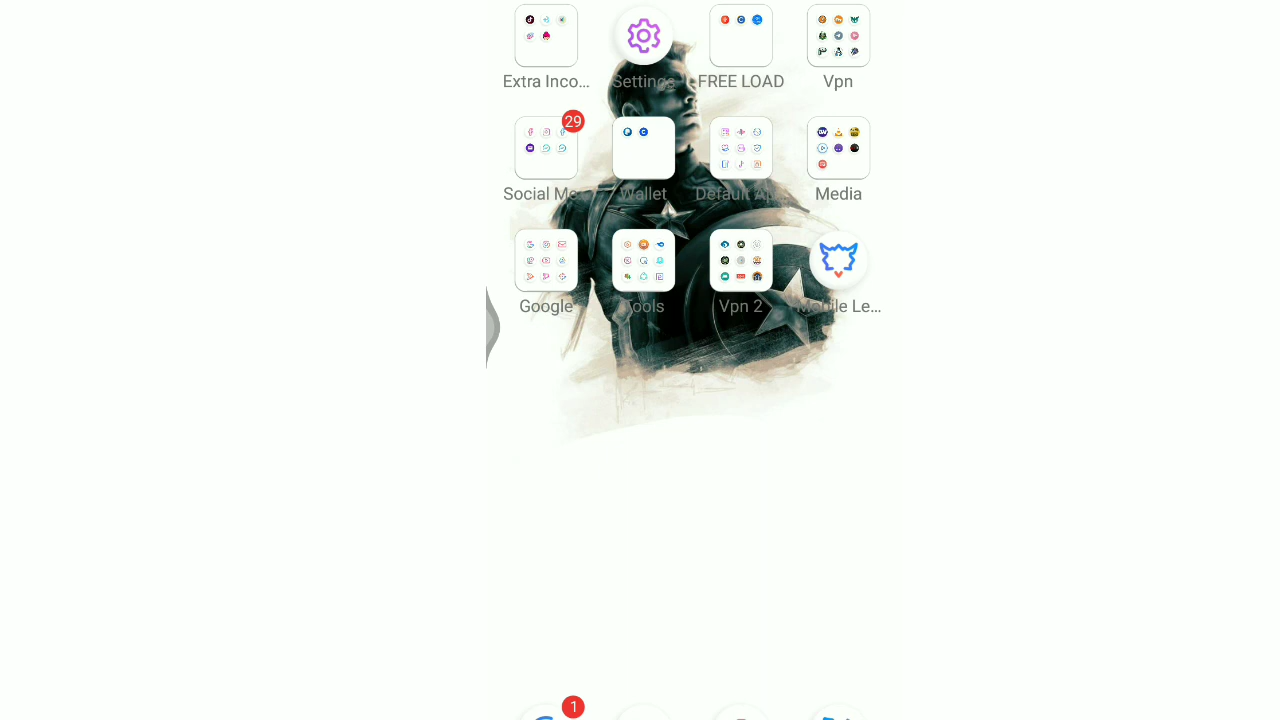 Extra Inco... Settings FREE LOAD Vpn
29
Social Me... Wallet Default Ap... Media
Google Tools Vpn 2 Mobile Le...
1